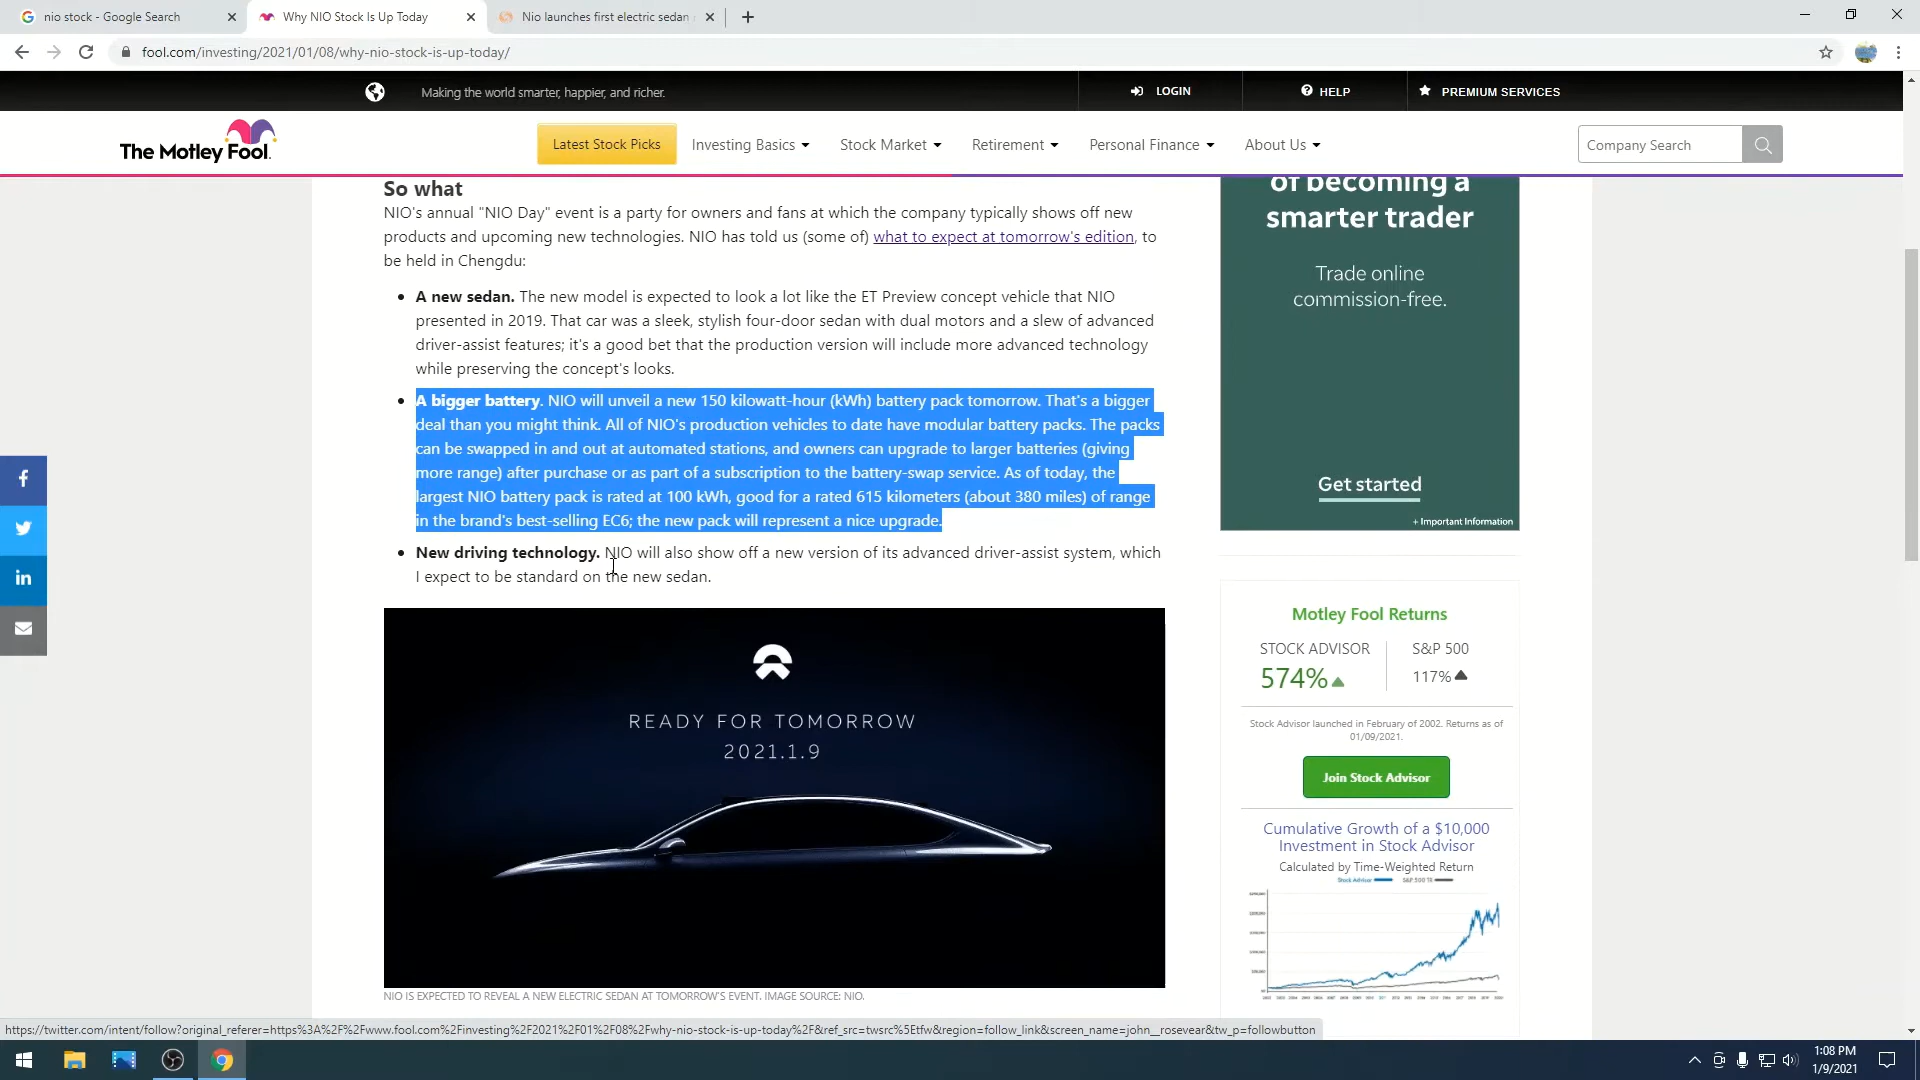 nio stock - Google Search
Why NIO Stock Is Up Today
Nio launches first electric sedan
fool.com/investing/2021/01/08/why-nio-stock-is-up-today/
Making the world smarter, happier, and richer.
LOGIN
HELP
PREMIUM SERVICES
The Motley Fool.
Latest Stock Picks
Investing Basics
Stock Market
Retirement
Personal Finance
About Us
Company Search
So what
NIO's annual "NIO Day" event is a party for owners and fans at which the company typically shows off new
products and upcoming new technologies. NIO has told us (some of) what to expect at tomorrow's edition, to
be held in Chengdu:
A new sedan. The new model is expected to look a lot like the ET Preview concept vehicle that NIO
presented in 2019. That car was a sleek, stylish four-door sedan with dual motors and a slew of advanced
driver-assist features; it's a good bet that the production version will include more advanced technology
while preserving the concept's looks.
A bigger battery. NIO will unveil a new 150 kilowatt-hour (kWh) battery pack tomorrow. That's a bigger
deal than you might think. All of NIO's production vehicles to date have modular battery packs. The packs
can be swapped in and out at automated stations, and owners can upgrade to larger batteries (giving
more range) after purchase or as part of a subscription to the battery-swap service. As of today, the
largest NIO battery pack is rated at 100 kWh, good for a rated 615 kilometers (about 380 miles) of range
in the brand's best-selling EC6; the new pack will represent a nice upgrade.
New driving technology. NIO will also show off a new version of its advanced driver-assist system, which
I expect to be standard on the new sedan.
READY FOR TOMORROW
2021.1.9
NIO IS EXPECTED TO REVEAL A NEW ELECTRIC SEDAN AT TOMORROW'S EVENT. IMAGE SOURCE: NIO.
of becoming a
smarter trader
Trade online
commission-free.
Get started
+ Important Information
Motley Fool Returns
STOCK ADVISOR
S&P 500
574%
117%
Stock Advisor launched in February of 2002. Returns as of
01/09/2021.
Join Stock Advisor
Cumulative Growth of a $10,000
Investment in Stock Advisor
Calculated by Time-Weighted Return
Stock Advisor
S&P 500 TR
https://twitter.com/intent/follow?original_referer=https%3A%2F%2Fwww.fool.com%2Finvesting%2F2021%2F01%2F08%2Fwhy-nio-stock-is-up-today%2F&ref_src=twsrc%5Etfw&region=follow_link&screen_name=john__rosevear&tw_p=followbutton
1:08 PM
1/9/2021